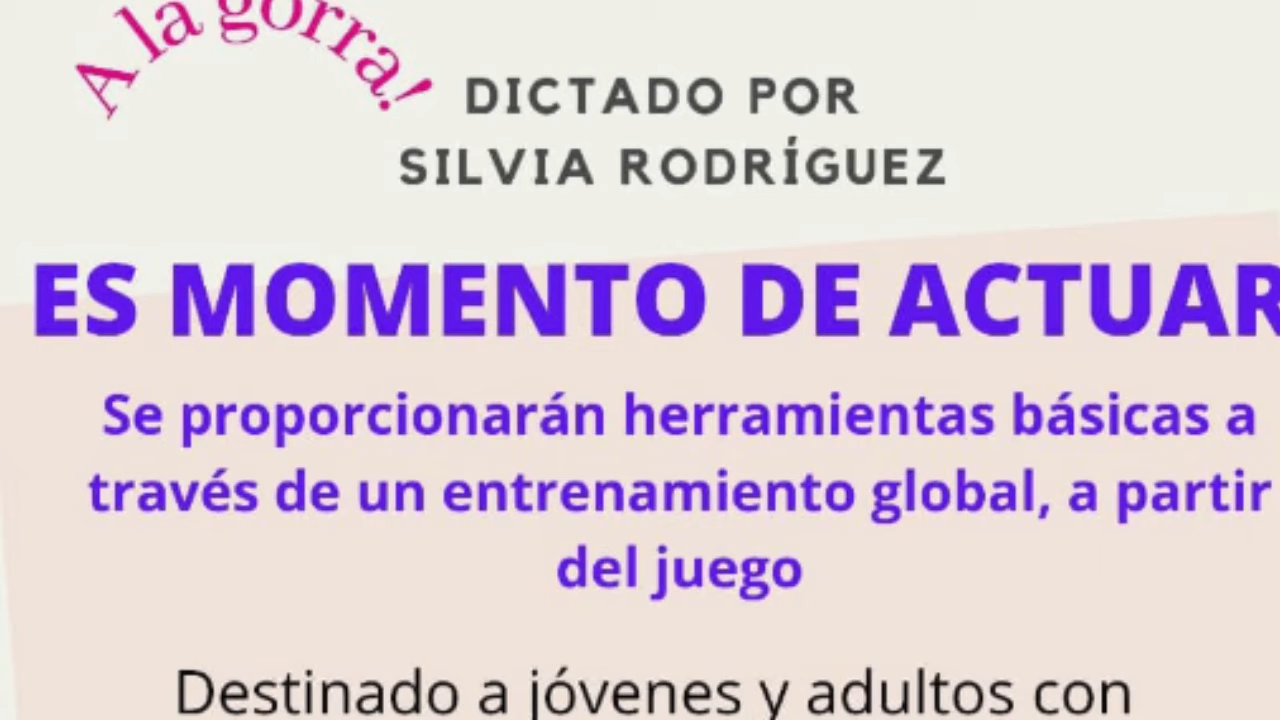 A la gorra!
DICTADO POR
SILVIA RODRÍGUEZ
ES MOMENTO DE ACTUAR
Se proporcionarán herramientas básicas a
través de un entrenamiento global, a partir
del juego
Destinado a jóvenes y adultos con